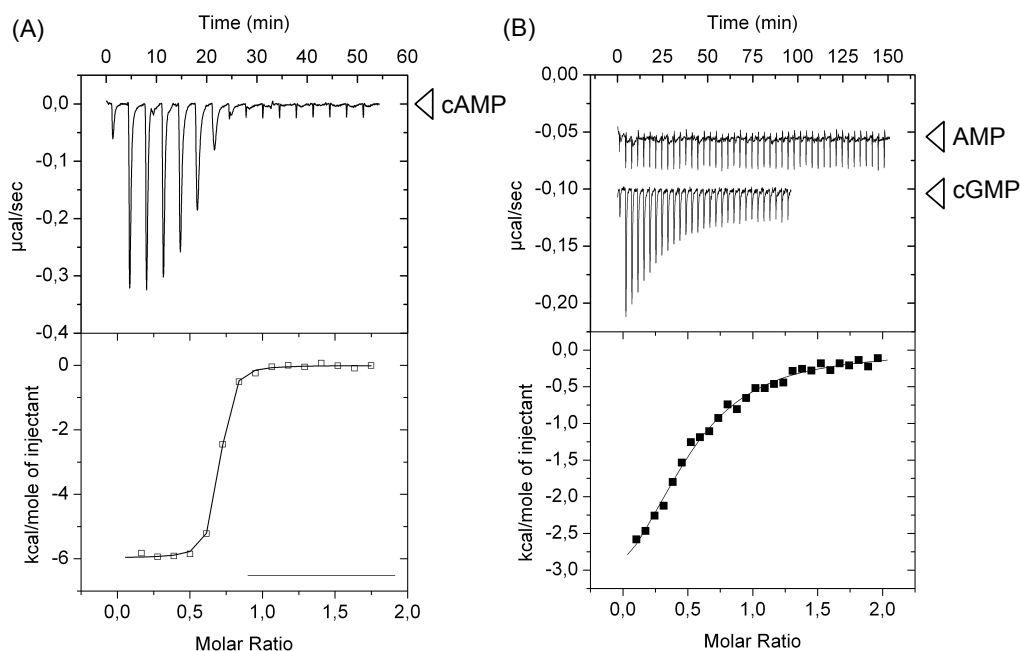 (A)
Time (min)
0 10 20 30 40 50 60
0,0
-0,1
-0,2
-0,3
-0,4
µcal/sec
cAMP
0
-2
-4
-6
kcal/mole of injectant
0,0 0,5 1,0 1,5 2,0
Molar Ratio
(B)
Time (min)
0 25 50 75 100 125 150
0,00
-0,05
-0,10
-0,15
-0,20
µcal/sec
AMP
cGMP
0,0
-0,5
-1,0
-1,5
-2,0
-2,5
-3,0
kcal/mole of injectant
0,0 0,5 1,0 1,5 2,0
Molar Ratio